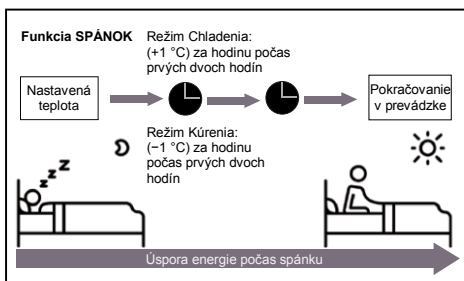 Funkcia SPÁNOK
Režim Chladenia:
(+1 °C) za hodinu počas
prvých dvoch hodín
Nastavená
teplota
Pokračovanie
v prevádzke
Režim Kúrenia:
(−1 °C) za hodinu
počas prvých dvoch
hodín
z z z Z
Úspora energie počas spánku